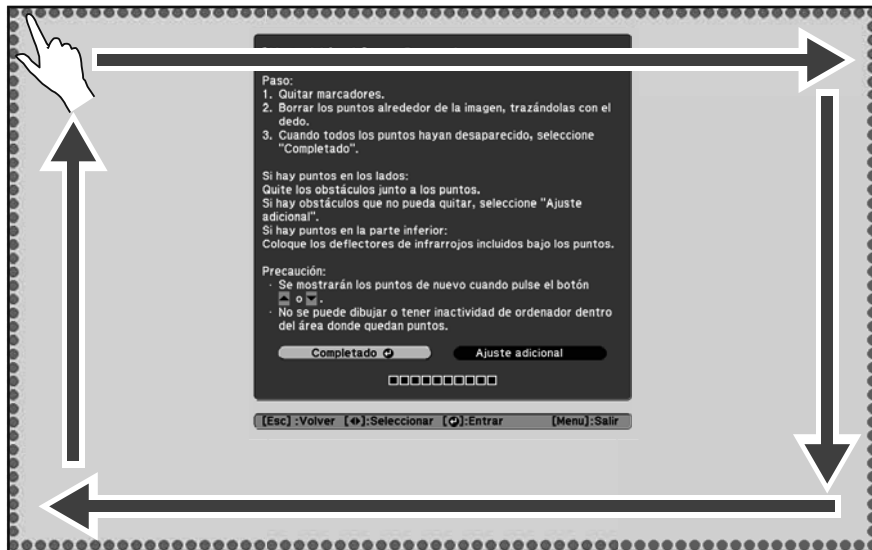 Paso:
1. Quitar marcadores.
2. Borrar los puntos alrededor de la imagen, trazándolas con el
dedo.
3. Cuando todos los puntos hayan desaparecido, seleccione
"Completado".
Si hay puntos en los lados:
Quite los obstáculos junto a los puntos.
Si hay obstáculos que no pueda quitar, seleccione "Ajuste
adicional".
Si hay puntos en la parte inferior:
Coloque los deflectores de infrarrojos incluidos bajo los puntos.
Precaución:
· Se mostrarán los puntos de nuevo cuando pulse el botón
▲ o ▼.
· No se puede dibujar o tener inactividad de ordenador dentro
del área donde quedan puntos.
Completado Ajuste adicional
[Esc] :Volver [◆]:Seleccionar [↵]:Entrar [Menu]:Salir